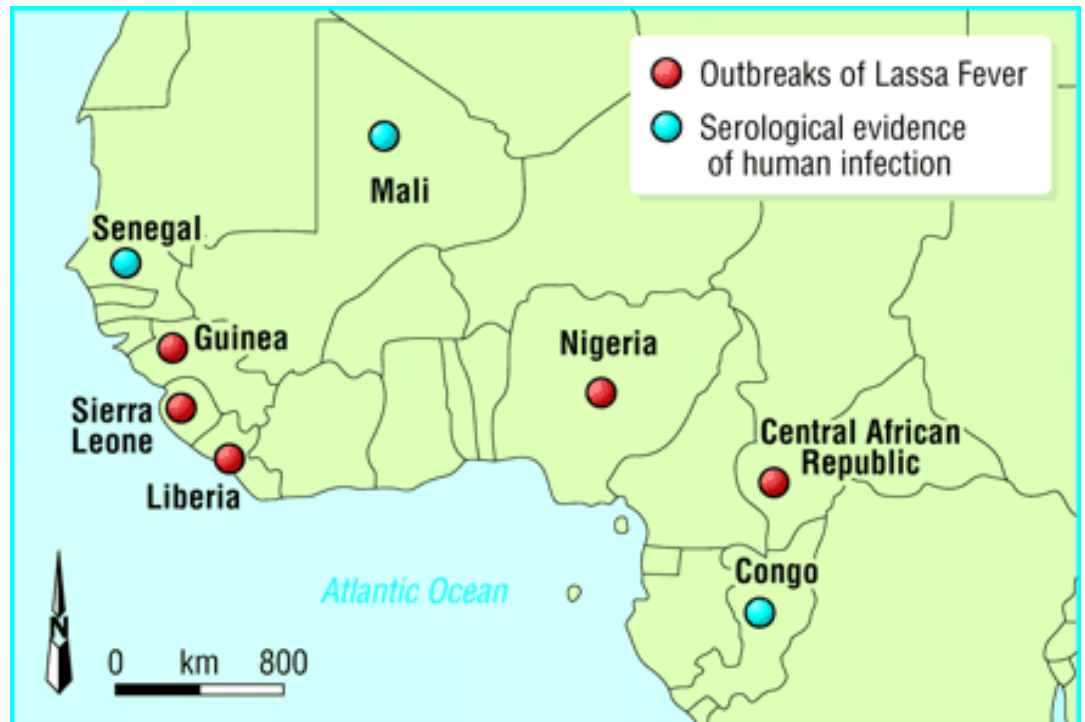 Outbreaks of Lassa Fever
Serological evidence
of human infection
Mali
Senegal
Guinea
Nigeria
Sierra
Leone
Central African
Republic
Liberia
Congo
Atlantic Ocean
N
0 km 800